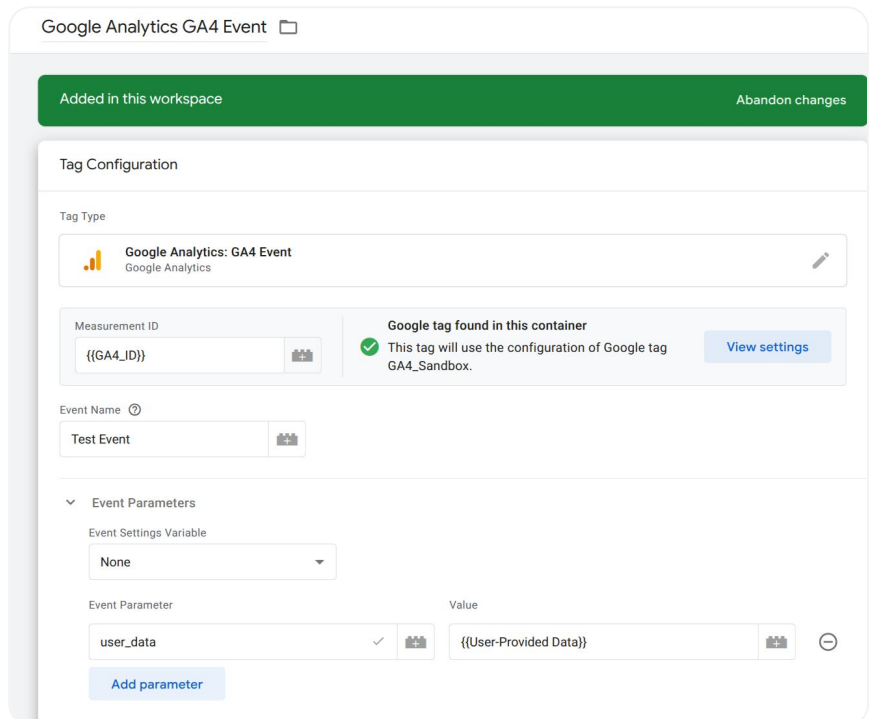 Google Analytics GA4 Event
Added in this workspace
Abandon changes
Tag Configuration
Tag Type
Google Analytics: GA4 Event
Google Analytics
Measurement ID
{{GA4_ID}}
Google tag found in this container
This tag will use the configuration of Google tag
GA4_Sandbox.
View settings
Event Name
Test Event
Event Parameters
Event Settings Variable
None
Event Parameter
Value
user_data
{{User-Provided Data}}
Add parameter